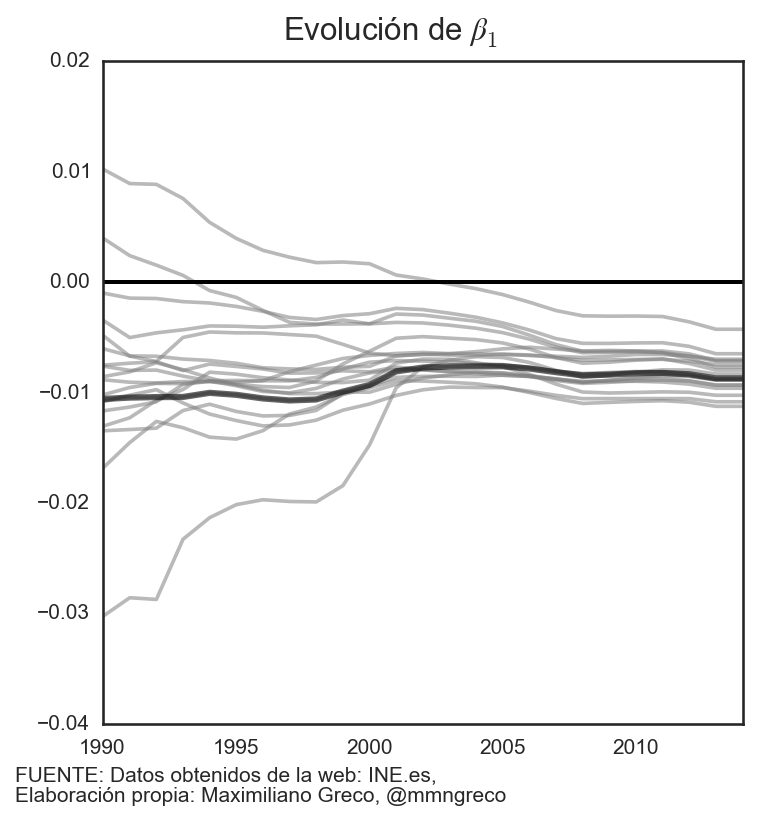 Evolución de β₁
0.02
0.01
0.00
−0.01
−0.02
−0.03
−0.04
1990 1995 2000 2005 2010
FUENTE: Datos obtenidos de la web: INE.es,
Elaboración propia: Maximiliano Greco, @mmngreco